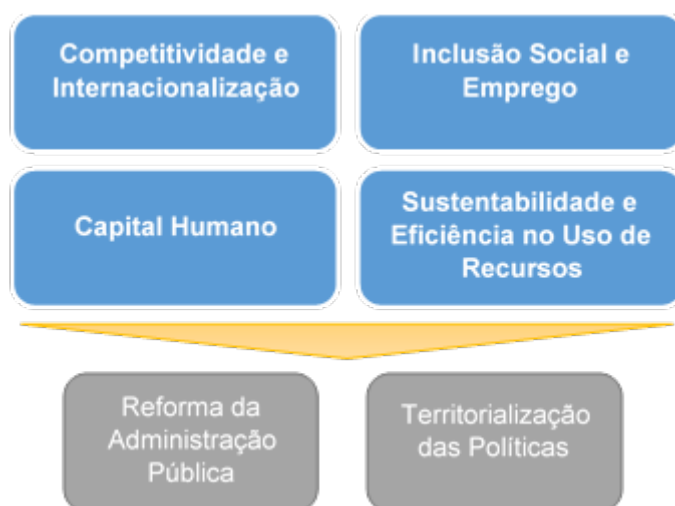 Competitividade e
Internacionalização
Inclusão Social e
Emprego
Capital Humano
Sustentabilidade e
Eficiência no Uso de
Recursos
Reforma da
Administração
Pública
Territorialização
das Políticas